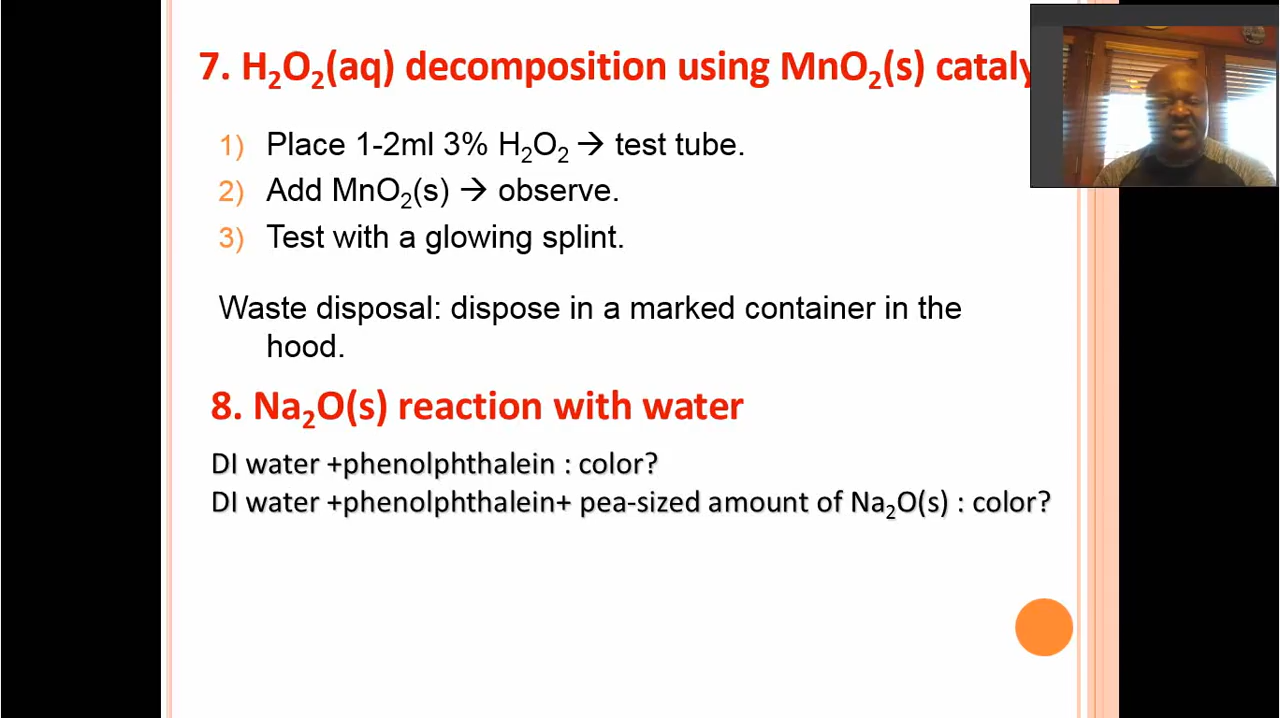 7. H₂O₂(aq) decomposition using MnO₂(s) cataly
1) Place 1-2ml 3% H₂O₂ → test tube.
2) Add MnO₂(s) → observe.
3) Test with a glowing splint.
Waste disposal: dispose in a marked container in the
hood.
8. Na₂O(s) reaction with water
DI water +phenolphthalein : color?
DI water +phenolphthalein+ pea-sized amount of Na₂O(s) : color?